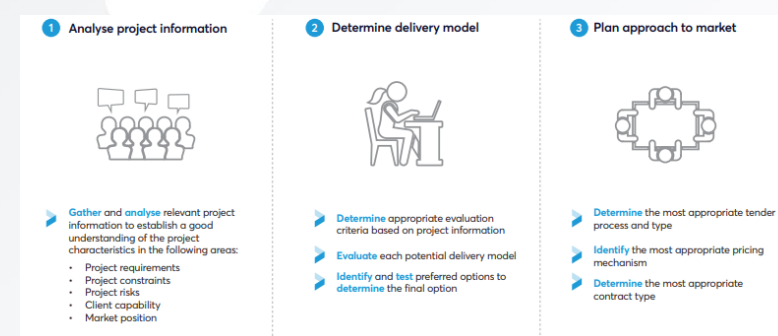 1 Analyse project information
Gather and analyse relevant project
information to establish a good
understanding of the project
characteristics in the following areas:
• Project requirements
• Project constraints
• Project risks
• Client capability
• Market position
2 Determine delivery model
Determine appropriate evaluation
criteria based on project information
Evaluate each potential delivery model
Identify and test preferred options to
determine the final option
3 Plan approach to market
Determine the most appropriate tender
process and type
Identify the most appropriate pricing
mechanism
Determine the most appropriate
contract type